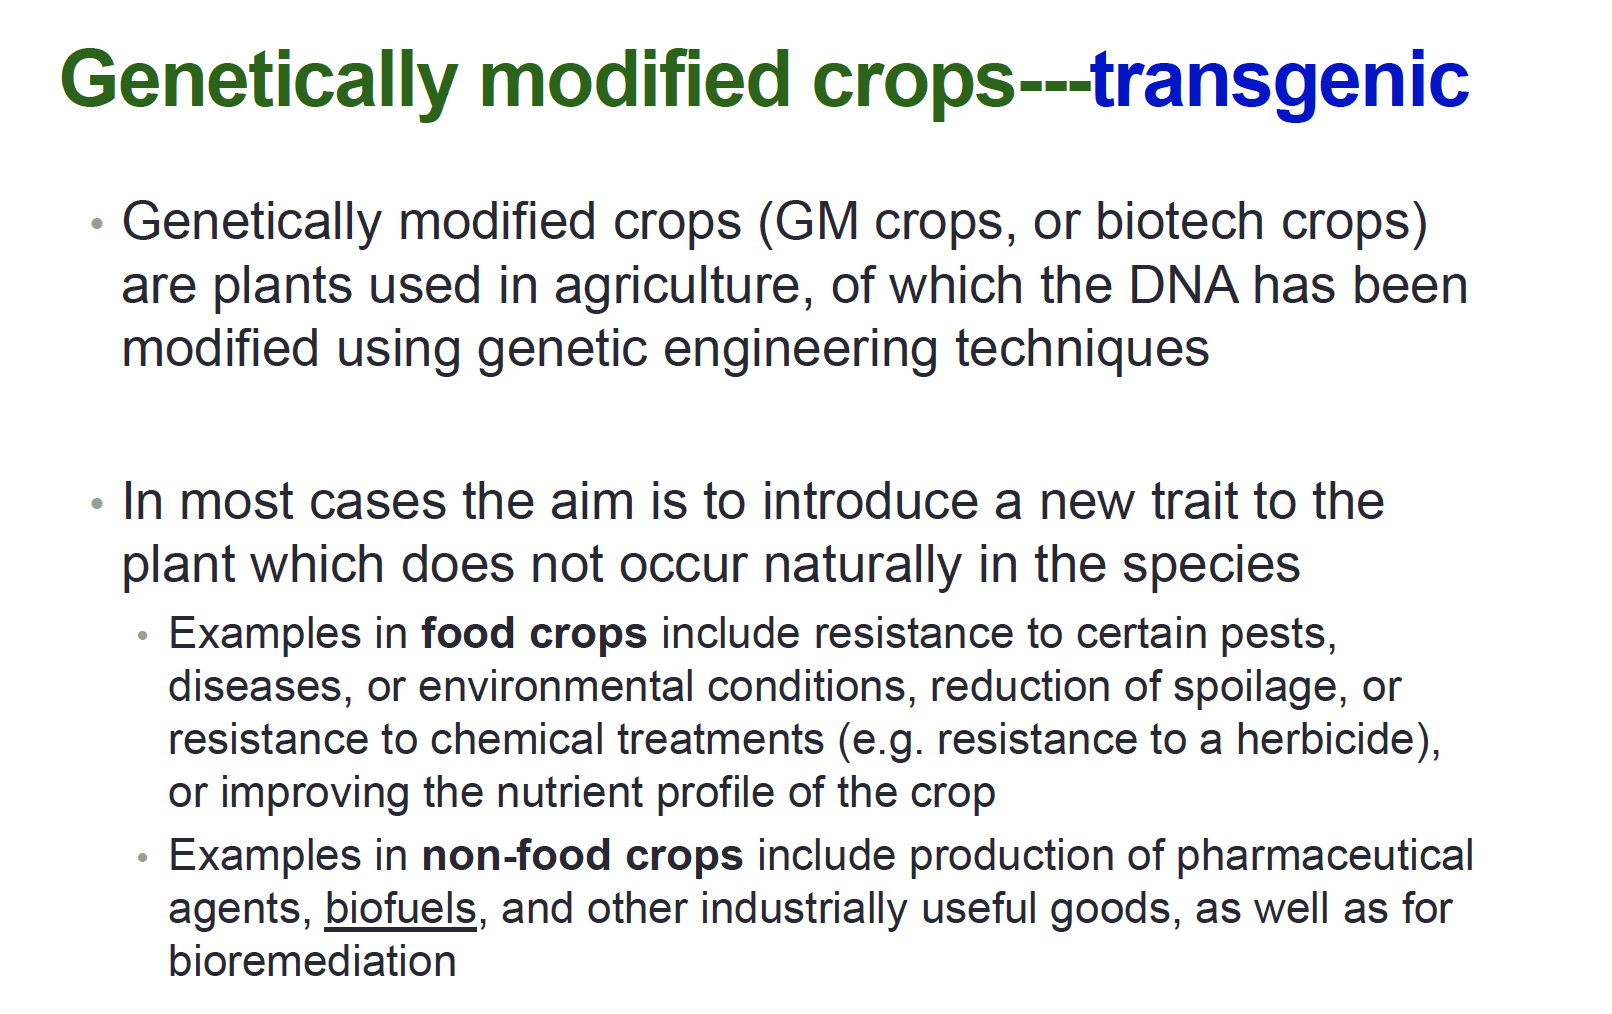 Genetically modified crops---transgenic
• Genetically modified crops (GM crops, or biotech crops)
are plants used in agriculture, of which the DNA has been
modified using genetic engineering techniques
• In most cases the aim is to introduce a new trait to the
plant which does not occur naturally in the species
• Examples in food crops include resistance to certain pests,
diseases, or environmental conditions, reduction of spoilage, or
resistance to chemical treatments (e.g. resistance to a herbicide),
or improving the nutrient profile of the crop
• Examples in non-food crops include production of pharmaceutical
agents, biofuels, and other industrially useful goods, as well as for
bioremediation